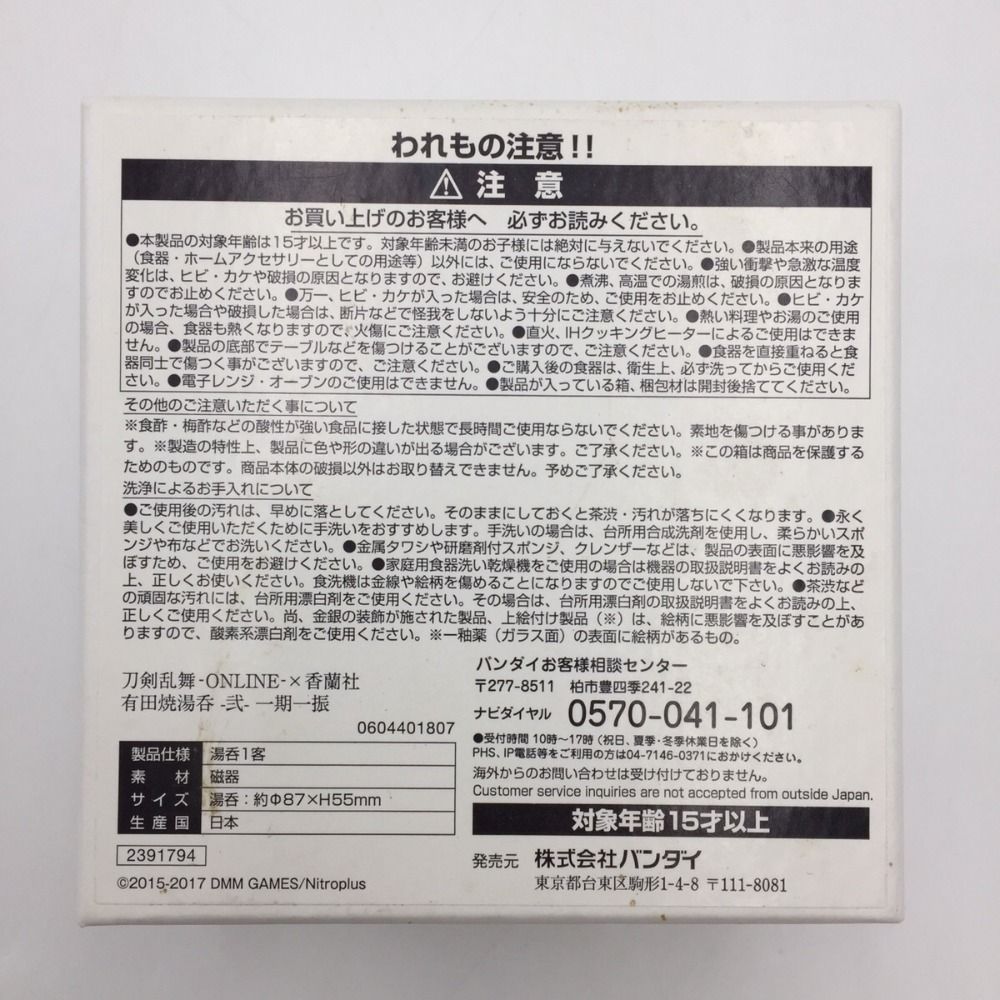 われもの注意!!
⚠注意
お買い上げのお客様へ 必ずお読みください。
●本製品の対象年齢は15才以上です。対象年齢未満のお子様には絶対に与えないでください。●製品本来の用途
(食器・ホームアクセサリーとしての用途等)以外には、ご使用にならないでください。●強い衝撃や急激な温度
変化は、ヒビ・カケや破損の原因となりますので、お避けください。●煮沸、高温での湯煎は、破損の原因となりま
すのでお止めください。●万一、ヒビ・カケが入った場合は、安全のため、ご使用をお止めください。●ヒビ・カケ
が入った場合や破損した場合は、断片などで怪我をしないよう十分にご注意ください。●熱い料理やお湯のご使用
の場合、食器も熱くなりますので、火傷にご注意ください。●直火、IHクッキングヒーターによるご使用はできま
せん。●製品の底部でテーブルなどを傷つけることがございますので、ご注意ください。●食器を直接重ねると食
器同士で傷つく事がございますので、ご注意ください。●ご購入後の食器は、衛生上、必ず洗ってからご使用くだ
さい。●電子レンジ・オーブンのご使用はできません。●製品が入っている箱、梱包材は開封後捨ててください。
その他のご注意いただく事について
※食酢・梅酢などの酸性が強い食品に接した状態で長時間ご使用ならないでください。素地を傷つける事がありま
す。※製造の特性上、製品に色や形の違いが出る場合がございます。ご了承ください。※この箱は商品を保護する
ためのものです。商品本体の破損以外はお取り替えできません。予めご了承ください。
洗浄によるお手入れについて
●ご使用後の汚れは、早めに落としてください。そのままにしておくと茶渋・汚れが落ちにくくなります。●永く
美しくご使用いただくために手洗いをおすすめします。手洗いの場合は、台所用合成洗剤を使用し、柔らかいスポ
ンジや布などでお洗いください。●金属タワシや研磨剤付スポンジ、クレンザーなどは、製品の表面に悪影響を及
ぼすため、ご使用をお避けください。●家庭用食器洗い乾燥機をご使用の場合は機器の取扱説明書をよくお読みの
上、正しくお使いください。食洗機は金線や絵柄を傷めることになりますのでご使用しないで下さい。●茶渋など
の頑固な汚れには、台所用漂白剤をご使用ください。その場合は、台所用漂白剤の取扱説明書をよくお読みの上、
正しくご使用ください。尚、金銀の装飾が施された製品、上絵付け製品(※)は、絵柄に悪影響を及ぼすことがあ
りますので、酸素系漂白剤をご使用ください。※一釉薬(ガラス面)の表面に絵柄があるもの。
刀剣乱舞-ONLINE-×香蘭社
有田焼湯呑 -弐- 一期一振
0604401807
製品仕様 湯呑1客
素材 磁器
サイズ 湯呑:約Φ87×H55mm
生産国 日本
2391794
©2015-2017 DMM GAMES/Nitroplus
バンダイお客様相談センター
〒277-8511 柏市豊四季241-22
ナビダイヤル 0570-041-101
●受付時間 10時〜17時(祝日、夏季・冬季休業日を除く)
PHS、IP電話等をご利用の方は04-7146-0371におかけください。
海外からのお問い合わせは受け付けておりません。
Customer service inquiries are not accepted from outside Japan.
対象年齢15才以上
発売元 株式会社バンダイ
東京都台東区駒形1-4-8 〒111-8081